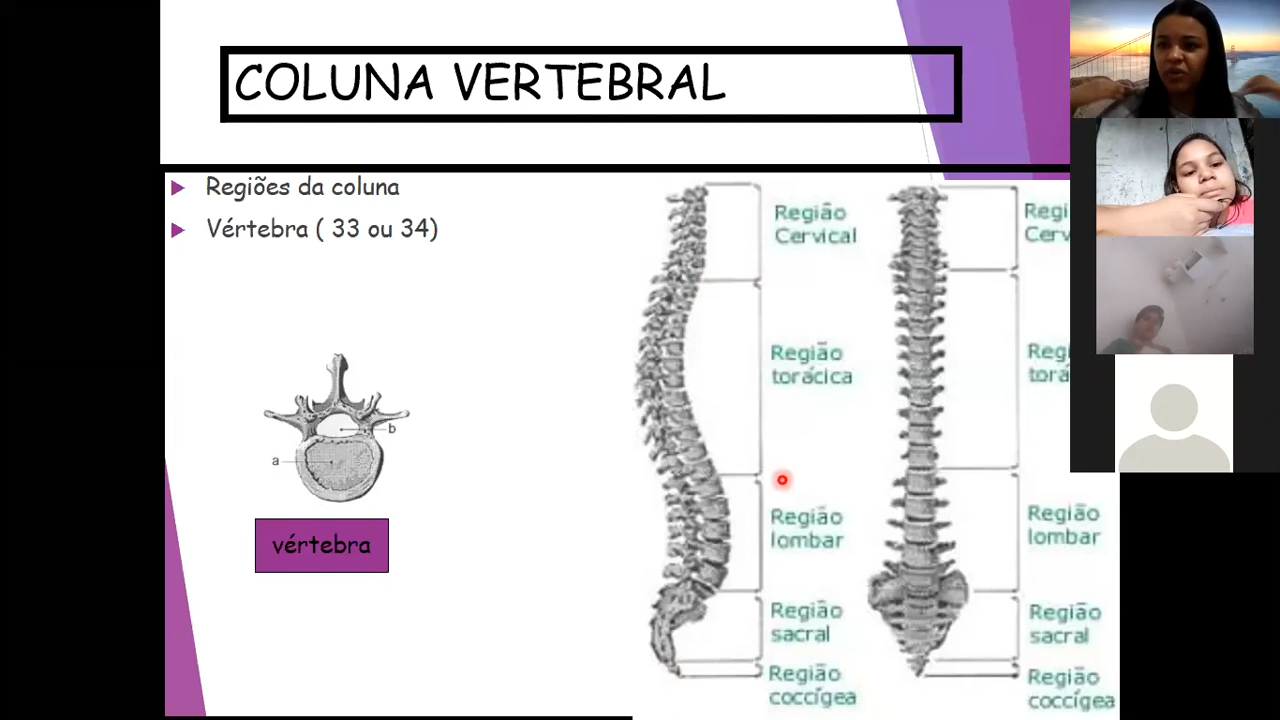 COLUNA VERTEBRAL
Regiões da coluna
Vértebra ( 33 ou 34)
b
a
vértebra
Região
Cervical
Região
torácica
Região
lombar
Região
sacral
Região
coccígea
Regi
Cerv
Regi
torá
Região
lombar
Região
sacral
Região
coccígea